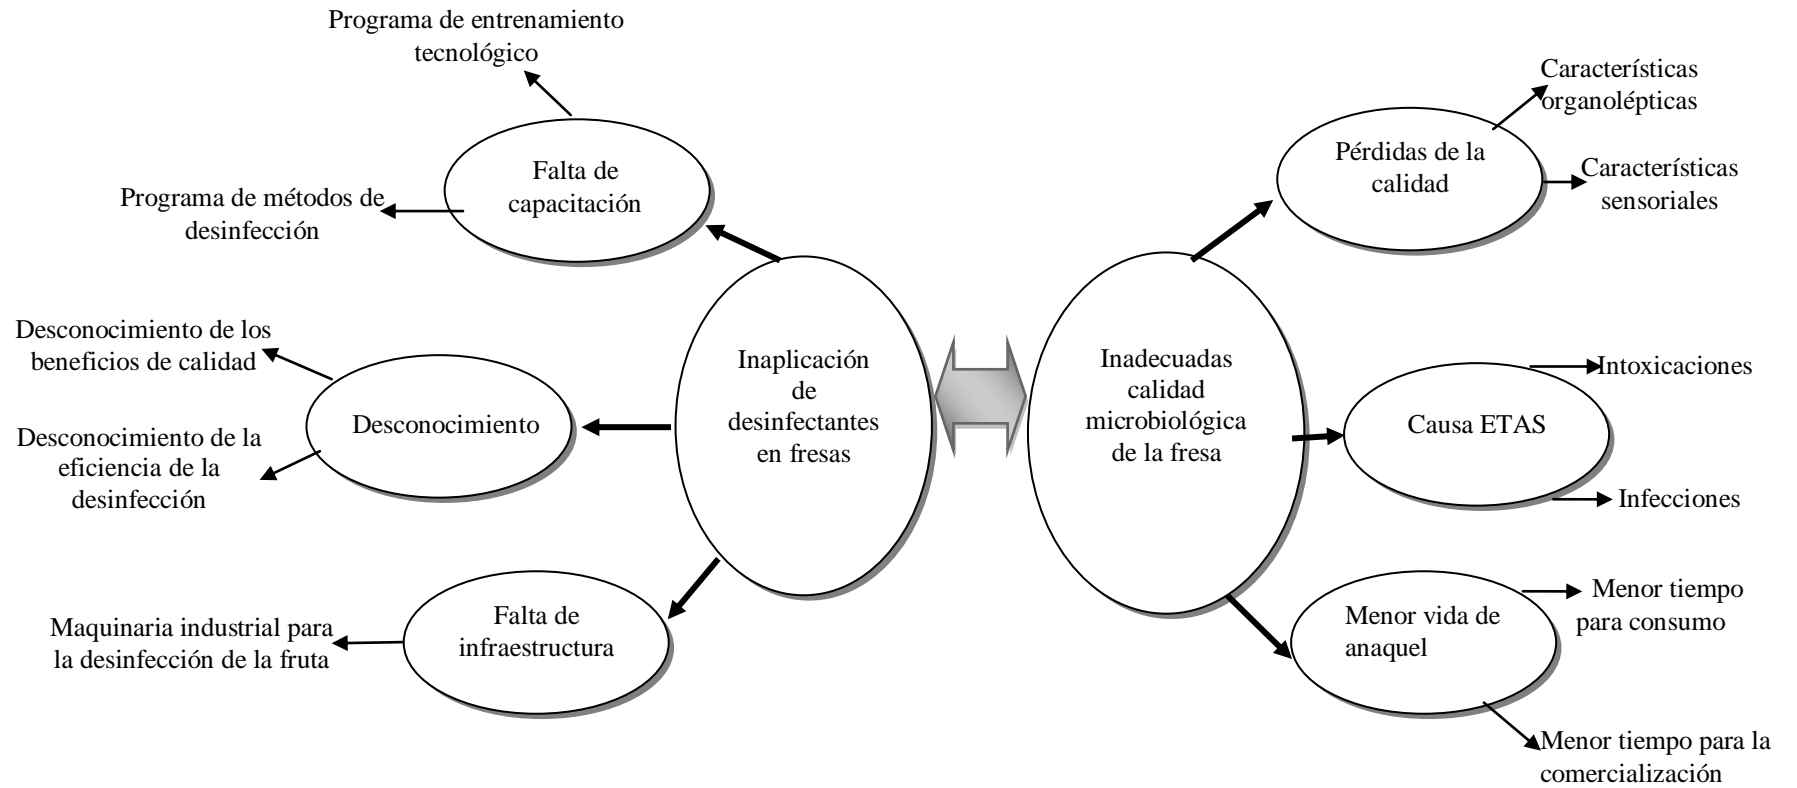 Programa de entrenamiento
tecnológico
Falta de
capacitación
Programa de métodos de
desinfección
Desconocimiento de los
beneficios de calidad
Desconocimiento
Desconocimiento de la
eficiencia de la
desinfección
Falta de
infraestructura
Maquinaria industrial para
la desinfección de la fruta
Inaplicación
de
desinfectantes
en fresas
Inadecuadas
calidad
microbiológica
de la fresa
Pérdidas de la
calidad
Características
organolépticas
Características
sensoriales
Causa ETAS
Intoxicaciones
Infecciones
Menor vida de
anaquel
Menor tiempo
para consumo
Menor tiempo para la
comercialización